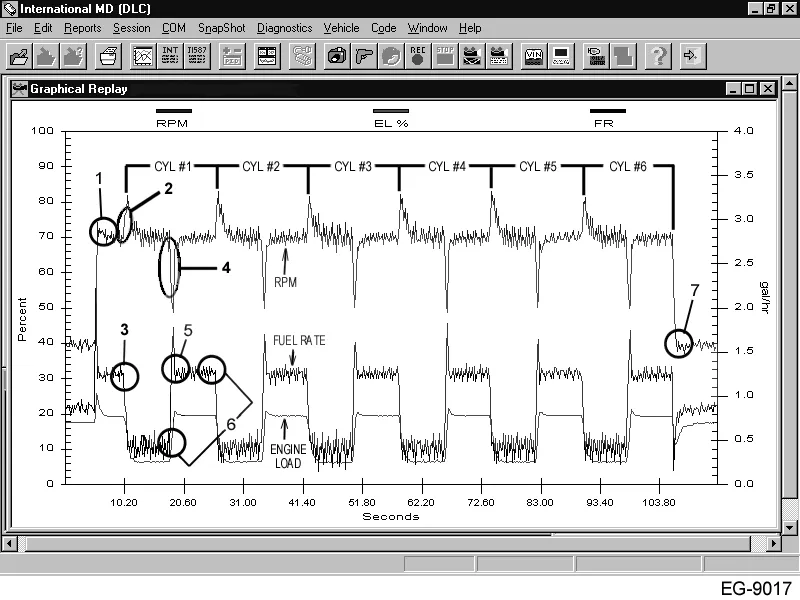 International MD (DLC)
File Edit Reports Session COM SnapShot Diagnostics Vehicle Code Window Help
INT REC STOP VIN
PID
Graphical Replay
RPM EL % FR
100 4.0
CYL #1 CYL #2 CYL #3 CYL #4 CYL #5 CYL #6
90 3.5
1 2
80 3.0
70
4 2.5
60 RPM
Percent gal/hr
50 2.0
7
40 1.5
3 5 FUEL RATE
30 1.0
20
6
10 ENGINE LOAD 0.5
0 0.0
10.20 20.60 31.00 41.40 51.80 62.20 72.60 83.00 93.40 103.80
Seconds
EG-9017